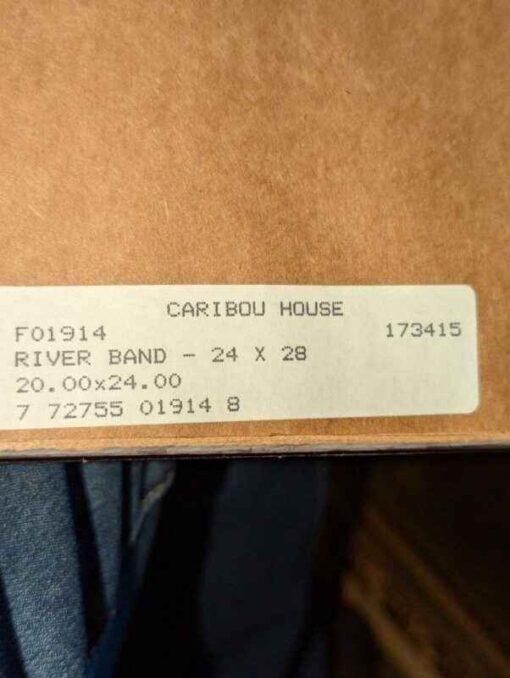 CARIBOU HOUSE
F01914 173415
RIVER BAND - 24 X 28
20.00x24.00
7 72755 01914 8